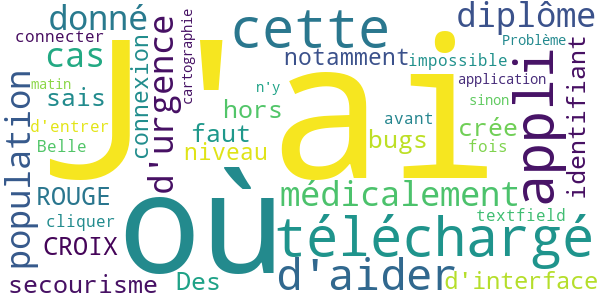 donné
cette
diplôme
connecter
J'ai
cartographie
Problème
cas
connexion
d'urgence
notamment
impossible
appli
identifiant
matin
sais
n'y
application
population
hors
sinon
d'entrer
faut
avant
crée
Belle
niveau
bugs
fois
où
ROUGE
médicalement
cliquer
textfield
CROIX
téléchargé
secourisme
Des
d'aider
d'interface